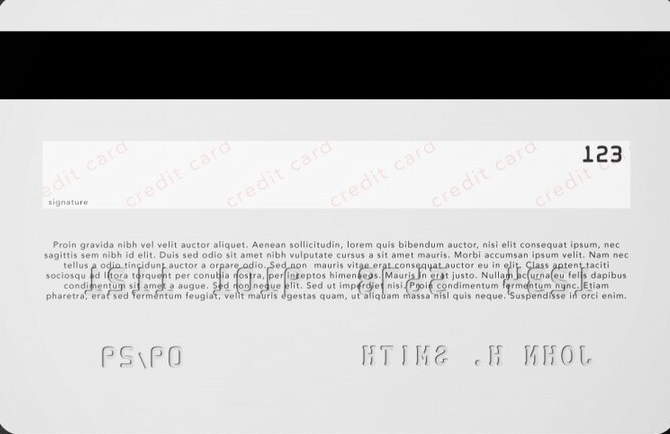 credit card credit card credit card credit card credit card credit card
123
signature
Proin gravida nibh vel velit auctor aliquet. Aenean sollicitudin, lorem quis bibendum auctor, nisi elit consequat ipsum, nec
sagittis sem nibh id elit. Duis sed odio sit amet nibh vulputate cursus a sit amet mauris. Morbi accumsan ipsum velit. Nam nec
tellus a odio tincidunt auctor a ornare odio. Sed non mauris vitae erat consequat auctor eu in elit. Class aptent taciti
sociosqu ad litora torquent per conubia nostra, per inceptos himenaeos. Mauris in erat justo. Nullam ac urna eu felis dapibus
condimentum sit amet a augue. Sed non neque elit. Sed ut imperdiet nisi. Proin condimentum fermentum nunc. Etiam
pharetra, erat sed fermentum feugiat, velit mauris egestas quam, ut aliquam massa nisl quis neque. Suspendisse in orci enim.
JOHN H. SMITH